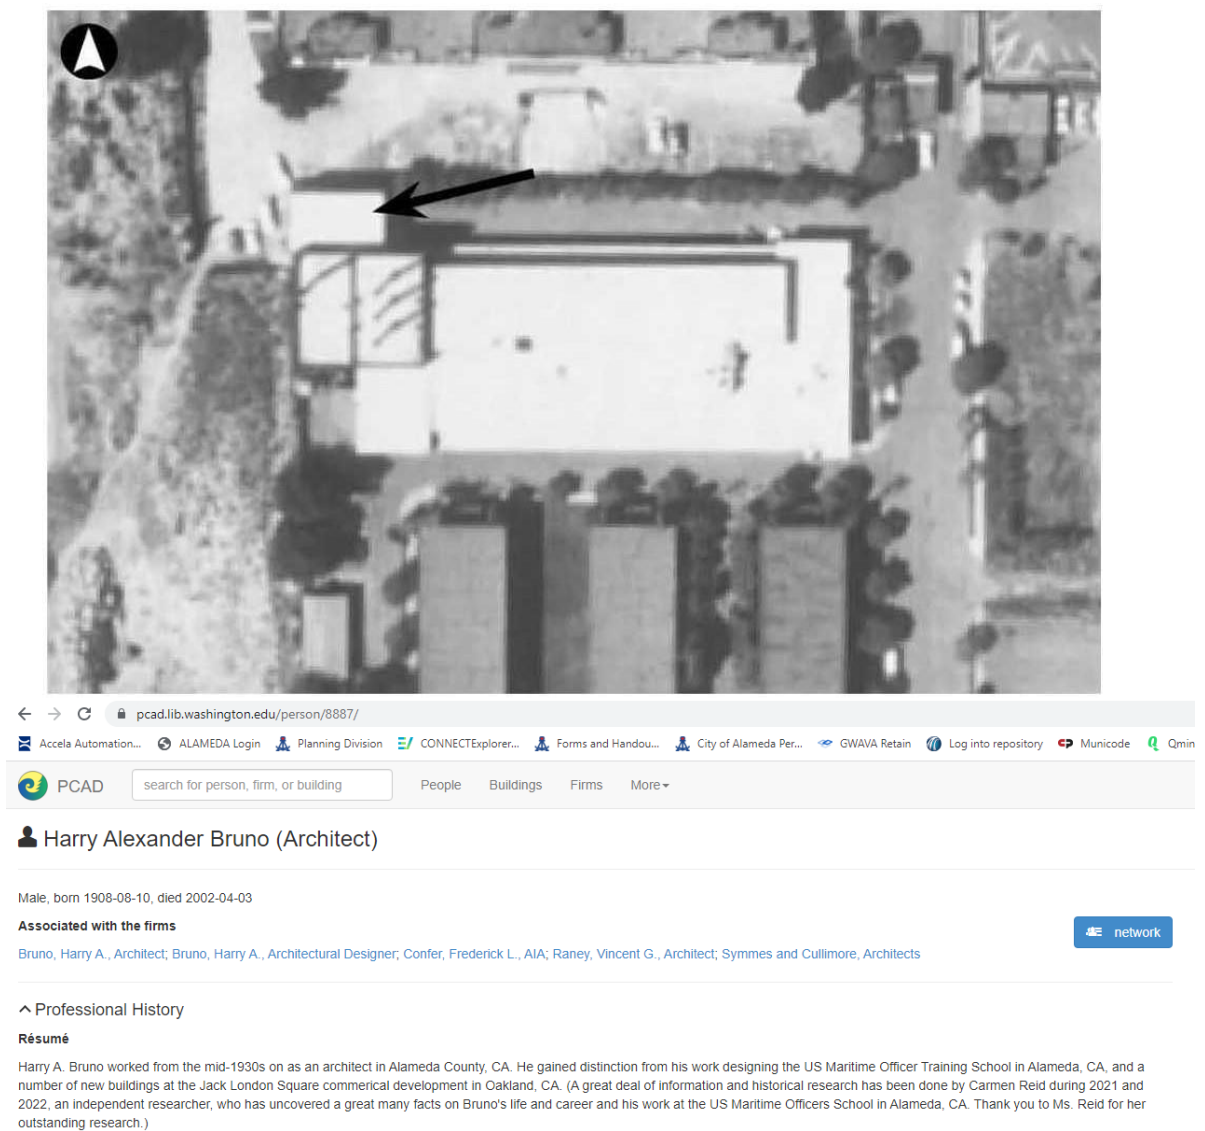 pcad.lib.washington.edu/person/8887/
Accela Automation... ALAMEDA Login Planning Division CONNECTExplorer... Forms and Handou... City of Alameda Per... GWAVA Retain Log into repository Municode Qmin
PCAD search for person, firm, or building People Buildings Firms More
Harry Alexander Bruno (Architect)
Male, born 1908-08-10, died 2002-04-03
Associated with the firms
network
Bruno, Harry A., Architect; Bruno, Harry A., Architectural Designer; Confer, Frederick L., AIA; Raney, Vincent G., Architect; Symmes and Cullimore, Architects
Professional History
Résumé
Harry A. Bruno worked from the mid-1930s on as an architect in Alameda County, CA. He gained distinction from his work designing the US Maritime Officer Training School in Alameda, CA, and a
number of new buildings at the Jack London Square commerical development in Oakland, CA. (A great deal of information and historical research has been done by Carmen Reid during 2021 and
2022, an independent researcher, who has uncovered a great many facts on Bruno's life and career and his work at the US Maritime Officers School in Alameda, CA. Thank you to Ms. Reid for her
outstanding research.)